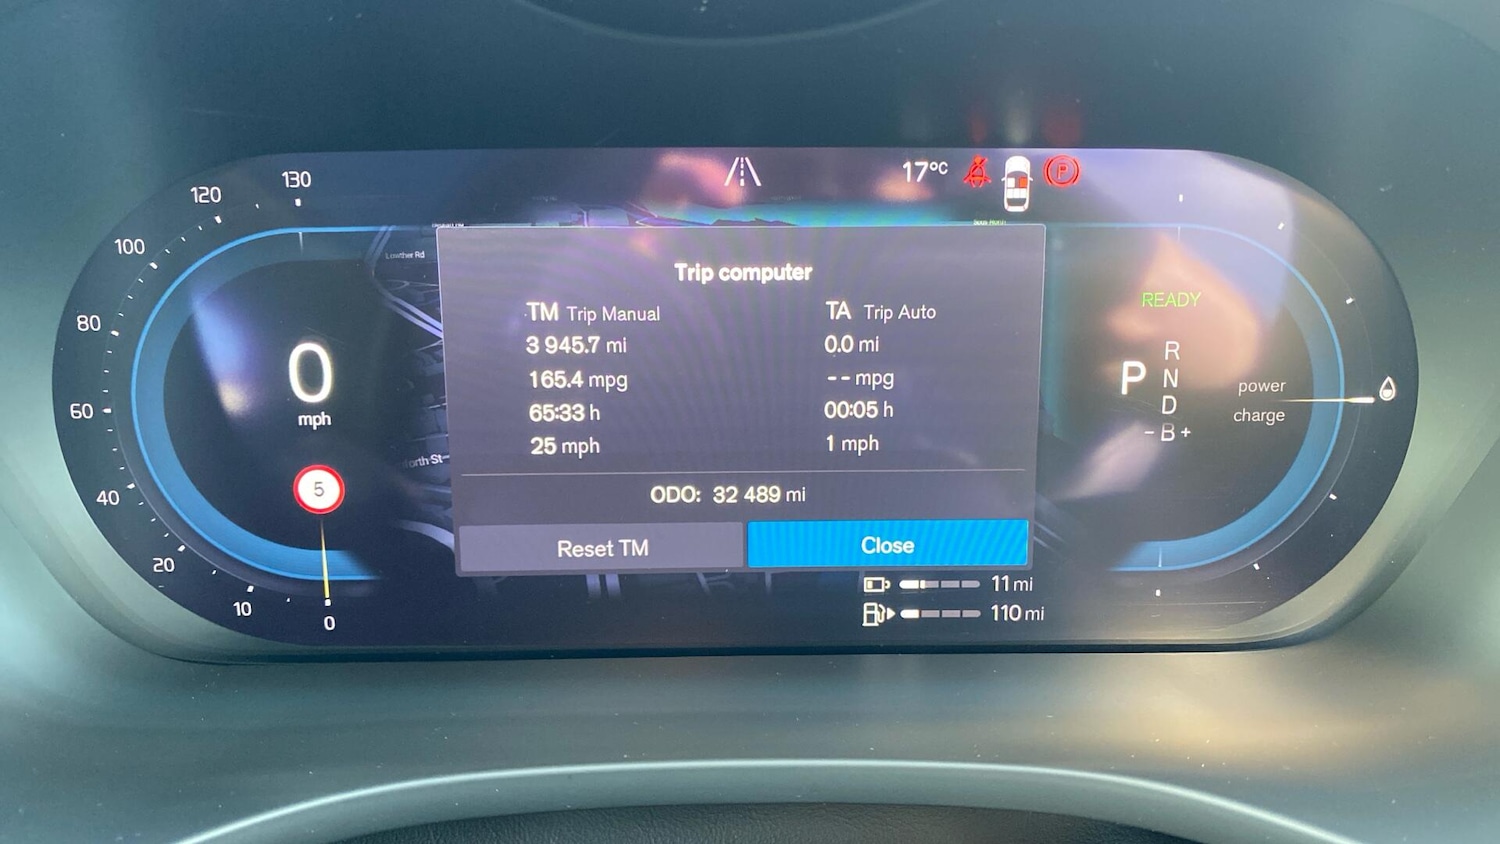 130
120
100
80
60
40
20
10
0
17°C
P
Lowther Rd
0
mph
5
Trip computer
TM Trip Manual
3 945.7 mi
165.4 mpg
65:33 h
25 mph
TA Trip Auto
0.0 mi
-- mpg
00:05 h
1 mph
ODO: 32 489 mi
Reset TM
Close
READY
P
R
N
D
- B +
power
charge
11 mi
110 mi